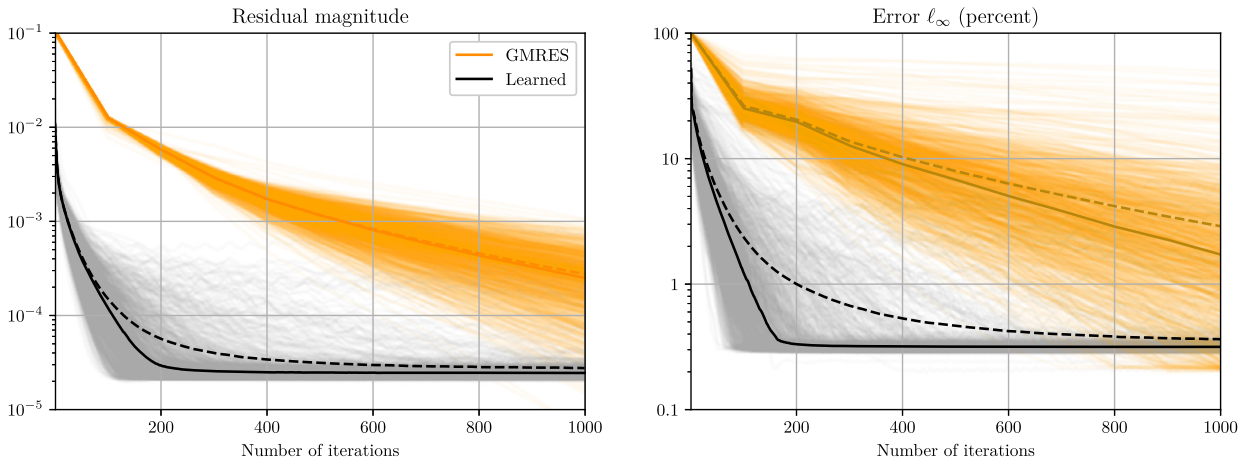 Residual magnitude
10⁻¹
10⁻²
10⁻³
10⁻⁴
10⁻⁵
GMRES
Learned
200 400 600 800 1000
Number of iterations
Error ℓ∞ (percent)
100
10
1
0.1
200 400 600 800 1000
Number of iterations